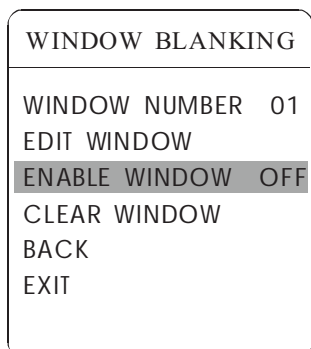 WINDOW BLANKING
WINDOW NUMBER 01
EDIT WINDOW
ENABLE WINDOW OFF
CLEAR WINDOW
BACK
EXIT